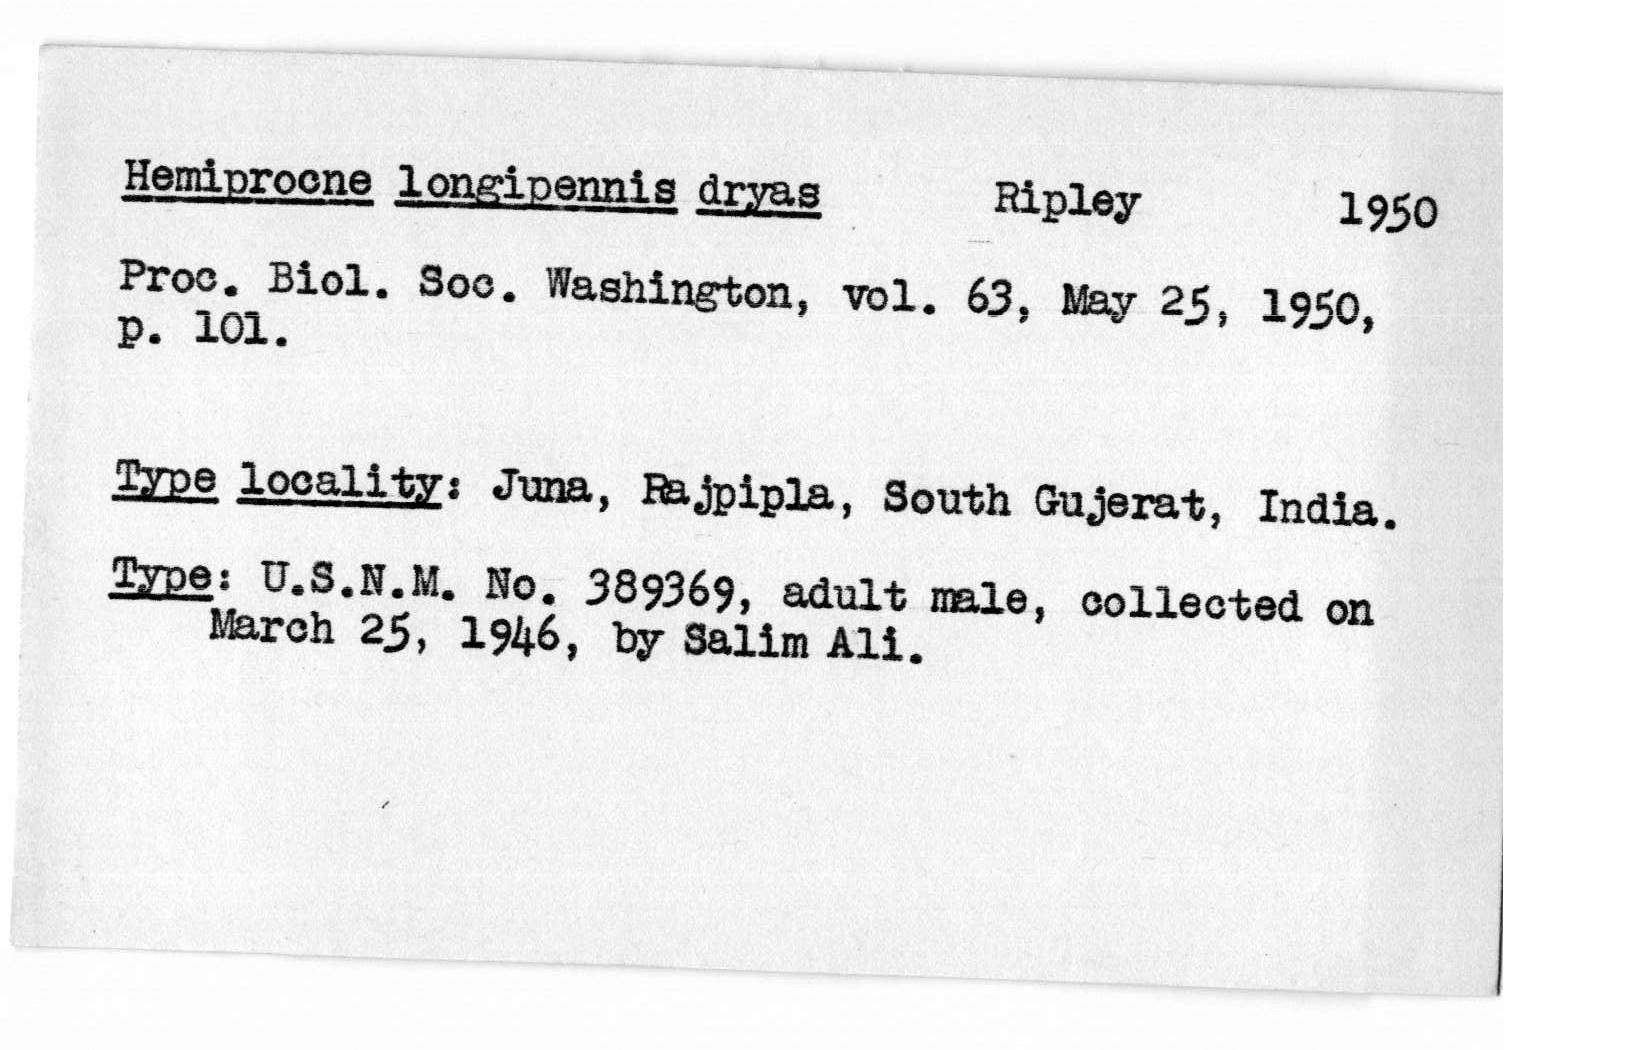 Hemiprocne longipennis dryas Ripley 1950
Proc. Biol. Soc. Washington, vol. 63, May 25, 1950,
p. 101.
Type locality: Juna, Rajpipla, South Gujerat, India.
Type: U.S.N.M. No. 389369, adult male, collected on
March 25, 1946, by Salim Ali.